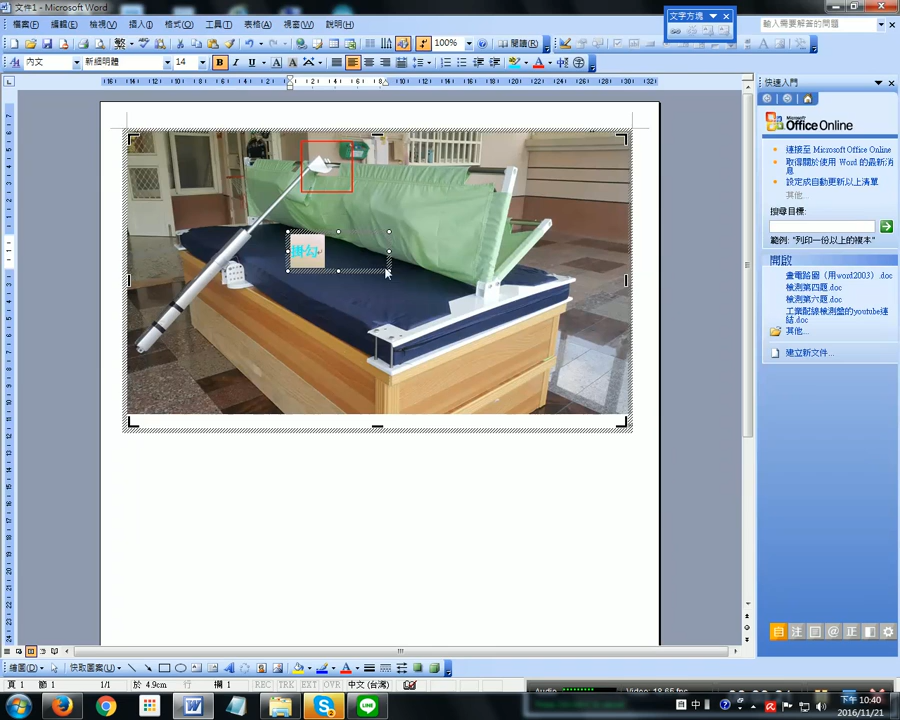 文件1 - Microsoft Word
文字方塊
檔案(F) 編輯(E) 檢視(V) 插入(I) 格式(O) 工具(T) 表格(A) 視窗(W) 說明(H)
輸入需要解答的問題
100% 閱讀(R)
內文 新細明體 14 B I U A A
快速入門
Office Online
Microsoft
連接至 Microsoft Office Online
取得關於使用 Word 的最新消息
設定成自動更新以上清單
其他...
搜尋目標:
範例: "列印一份以上的複本"
開啟
畫電路圖（用word2003）.doc
檢測第四題.doc
檢測第六題.doc
工業配線檢測盤的youtube連結.doc
其他...
建立新文件...
掛勾
繪圖(D) 快取圖案(U)
頁 1 節 1 1/1 於 4.9cm 行 欄 1 REC TRK EXT OVR 中文 (台灣)
Audio Video: 18.65 fps
下午 10:40
2016/11/21